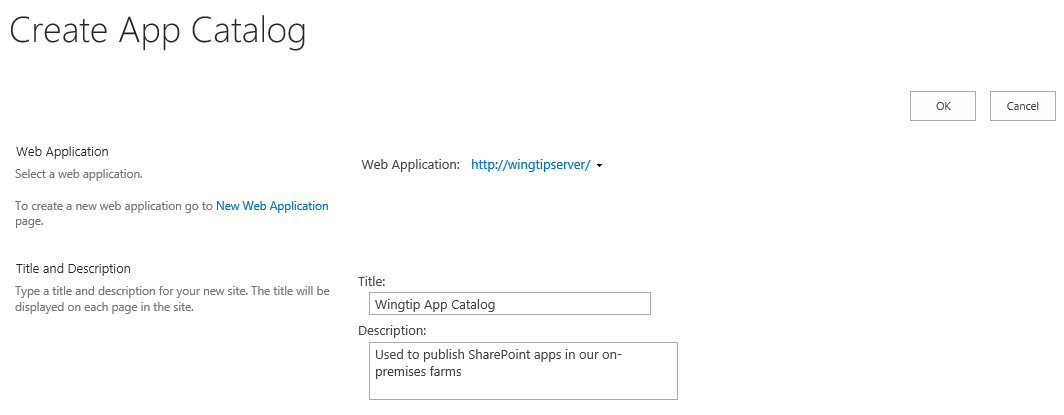 Create App Catalog
OK
Cancel
Web Application
Select a web application.
To create a new web application go to New Web Application
page.
Web Application: http://wingtipserver/
Title and Description
Type a title and description for your new site. The title will be
displayed on each page in the site.
Title:
Wingtip App Catalog
Description:
Used to publish SharePoint apps in our on-
premises farms